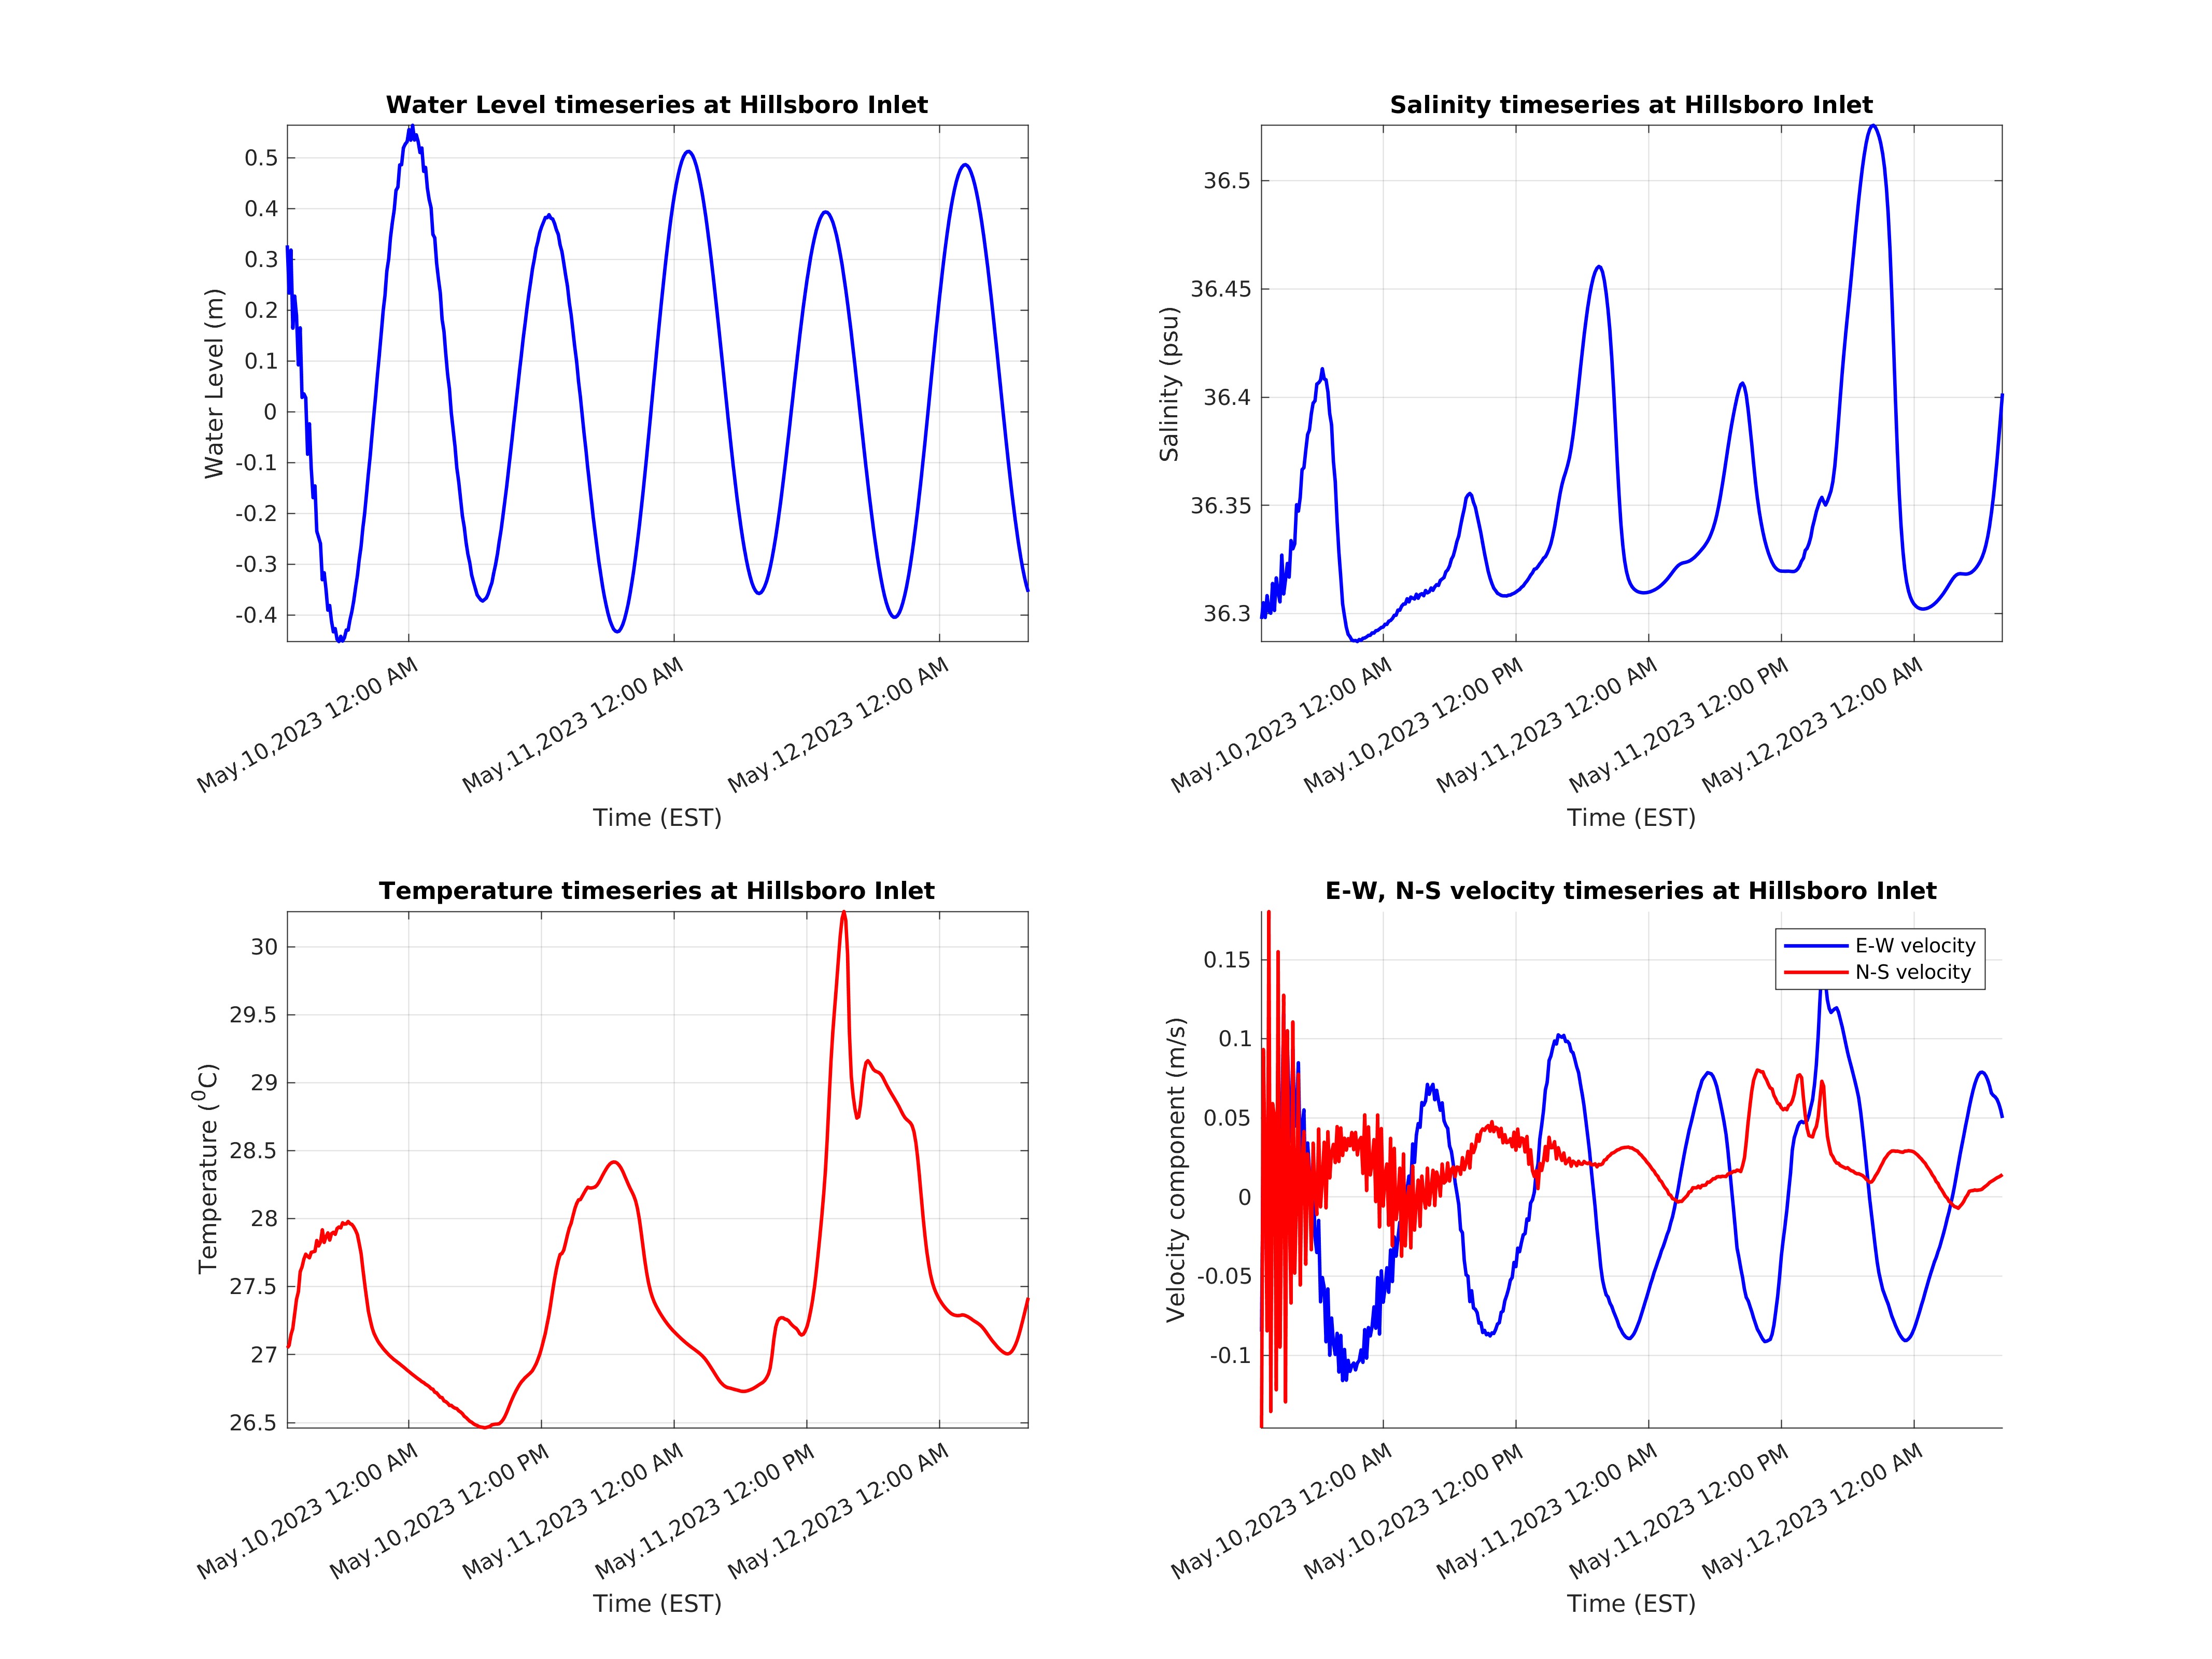 Water Level timeseries at Hillsboro Inlet
Water Level (m)
0.5
0.4
0.3
0.2
0.1
0
-0.1
-0.2
-0.3
-0.4
May.10,2023 12:00 AM
May.11,2023 12:00 AM
May.12,2023 12:00 AM
Time (EST)
Salinity timeseries at Hillsboro Inlet
Salinity (psu)
36.5
36.45
36.4
36.35
36.3
May.10,2023 12:00 AM
May.10,2023 12:00 PM
May.11,2023 12:00 AM
May.11,2023 12:00 PM
May.12,2023 12:00 AM
Time (EST)
Temperature timeseries at Hillsboro Inlet
Temperature (⁰C)
30
29.5
29
28.5
28
27.5
27
26.5
May.10,2023 12:00 AM
May.10,2023 12:00 PM
May.11,2023 12:00 AM
May.11,2023 12:00 PM
May.12,2023 12:00 AM
Time (EST)
E-W, N-S velocity timeseries at Hillsboro Inlet
E-W velocity
N-S velocity
Velocity component (m/s)
0.15
0.1
0.05
0
-0.05
-0.1
May.10,2023 12:00 AM
May.10,2023 12:00 PM
May.11,2023 12:00 AM
May.11,2023 12:00 PM
May.12,2023 12:00 AM
Time (EST)